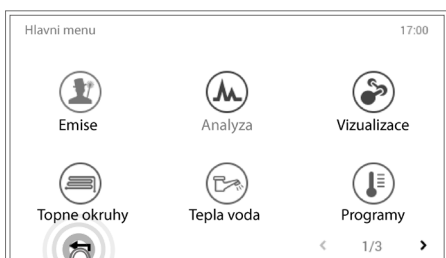 Hlavni menu 17:00
Emise Analyza Vizualizace
Topne okruhy Tepla voda Programy
1/3